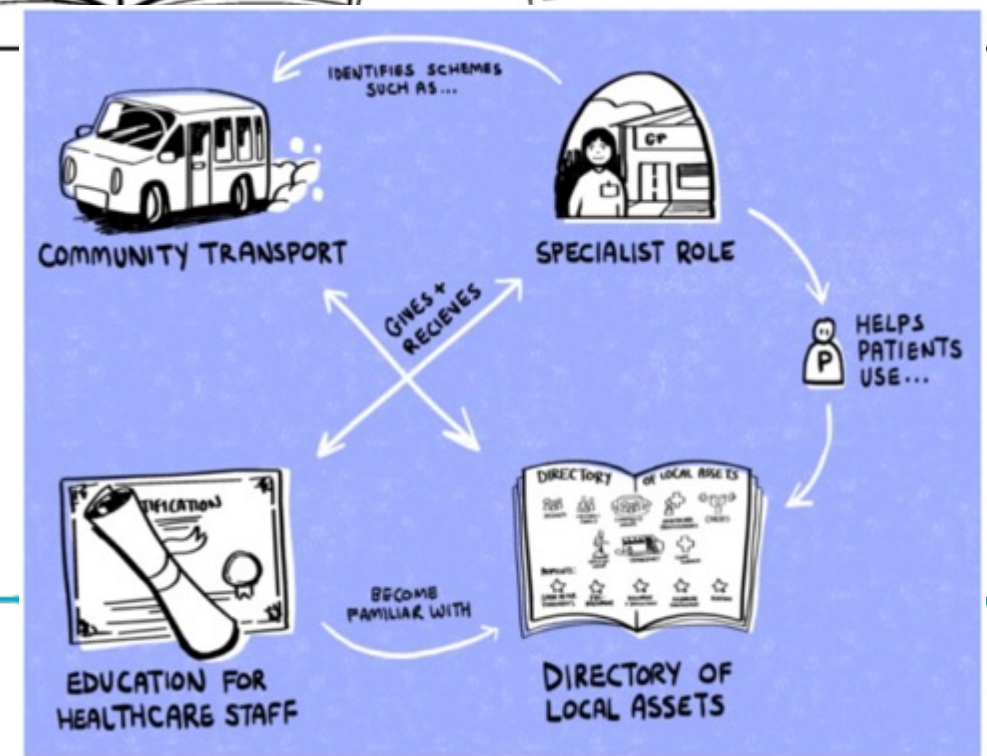 IDENTIFIES SCHEMES
SUCH AS...
GP
COMMUNITY TRANSPORT
SPECIALIST ROLE
GIVES +
RECIEVES
P
HELPS
PATIENTS
USE...
TIFICATION
DIRECTORY OF LOCAL ASSETS
BECOME
FAMILIAR WITH
EDUCATION FOR
HEALTHCARE STAFF
DIRECTORY OF
LOCAL ASSETS